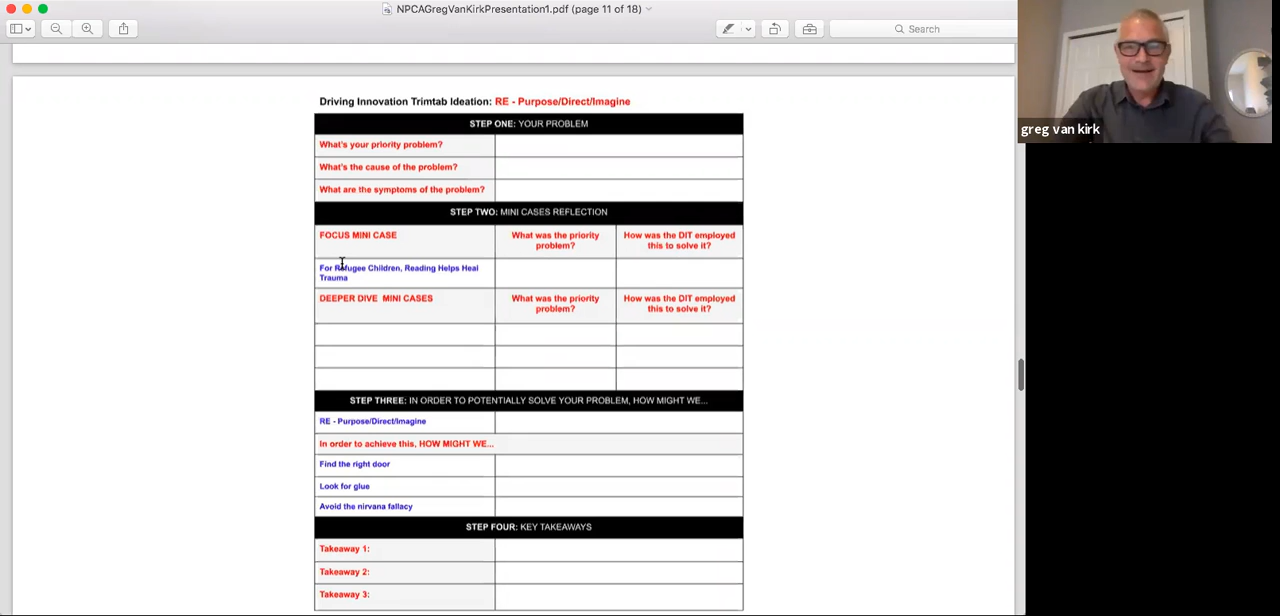 NPCAGregVanKirkPresentation1.pdf (page 11 of 18)
Search
greg van kirk
Driving Innovation Trimtab Ideation: RE - Purpose/Direct/Imagine
STEP ONE: YOUR PROBLEM
What's your priority problem?
What's the cause of the problem?
What are the symptoms of the problem?
STEP TWO: MINI CASES REFLECTION
FOCUS MINI CASE
What was the priority
problem?
How was the DIT employed
this to solve it?
For Refugee Children, Reading Helps Heal
Trauma
DEEPER DIVE MINI CASES
What was the priority
problem?
How was the DIT employed
this to solve it?
STEP THREE: IN ORDER TO POTENTIALLY SOLVE YOUR PROBLEM, HOW MIGHT WE...
RE - Purpose/Direct/Imagine
In order to achieve this, HOW MIGHT WE...
Find the right door
Look for glue
Avoid the nirvana fallacy
STEP FOUR: KEY TAKEAWAYS
Takeaway 1:
Takeaway 2:
Takeaway 3: